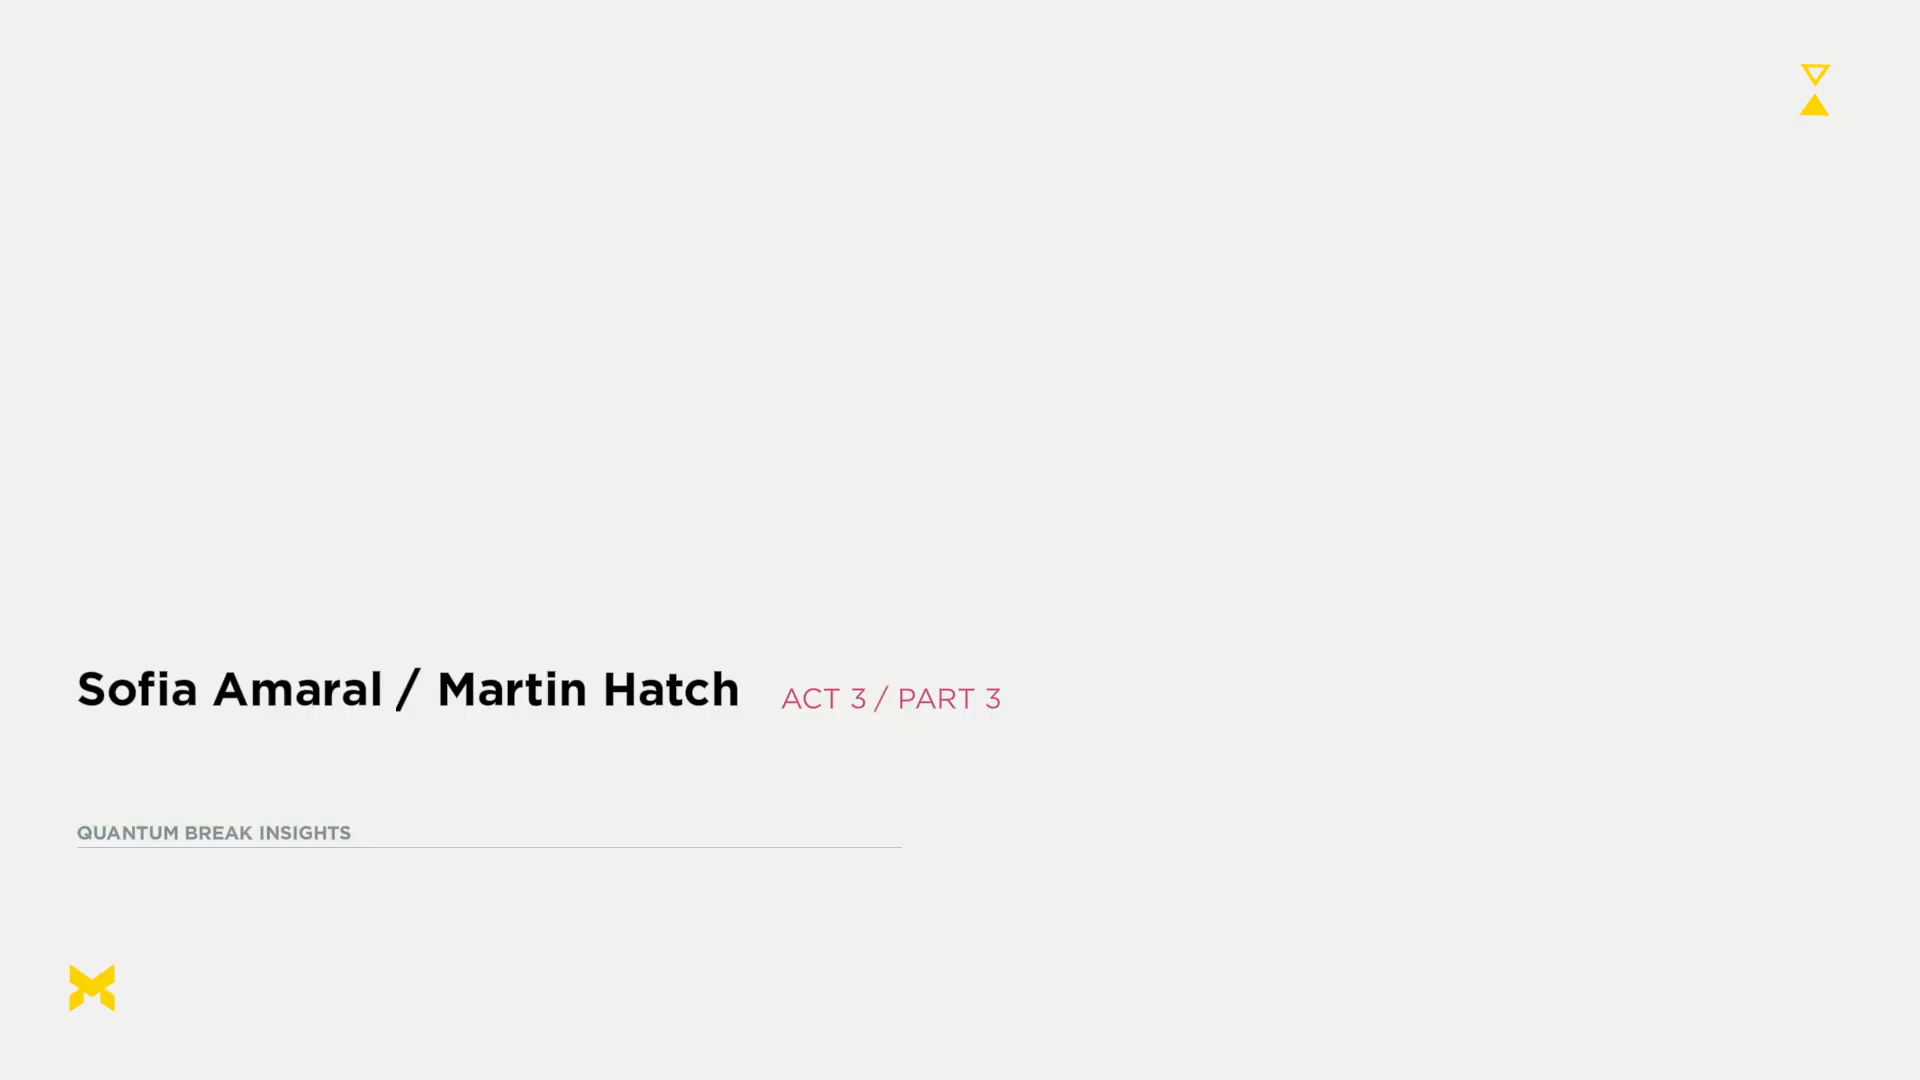 Sofia Amaral / Martin Hatch ACT 3 / PART 3
QUANTUM BREAK INSIGHTS